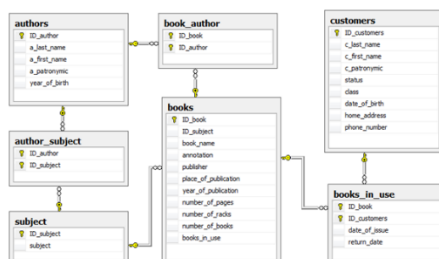 authors
ID_author
a_last_name
a_first_name
a_patronymic
year_of_birth
book_author
ID_book
ID_author
customers
ID_customers
c_last_name
c_first_name
c_patronymic
status
class
date_of_birth
home_address
phone_number
author_subject
ID_author
ID_subject
books
ID_book
ID_subject
book_name
annotation
publisher
place_of_publication
year_of_publication
number_of_pages
number_of_racks
number_of_books
books_in_use
subject
ID_subject
subject
books_in_use
ID_book
ID_customers
date_of_issue
return_date